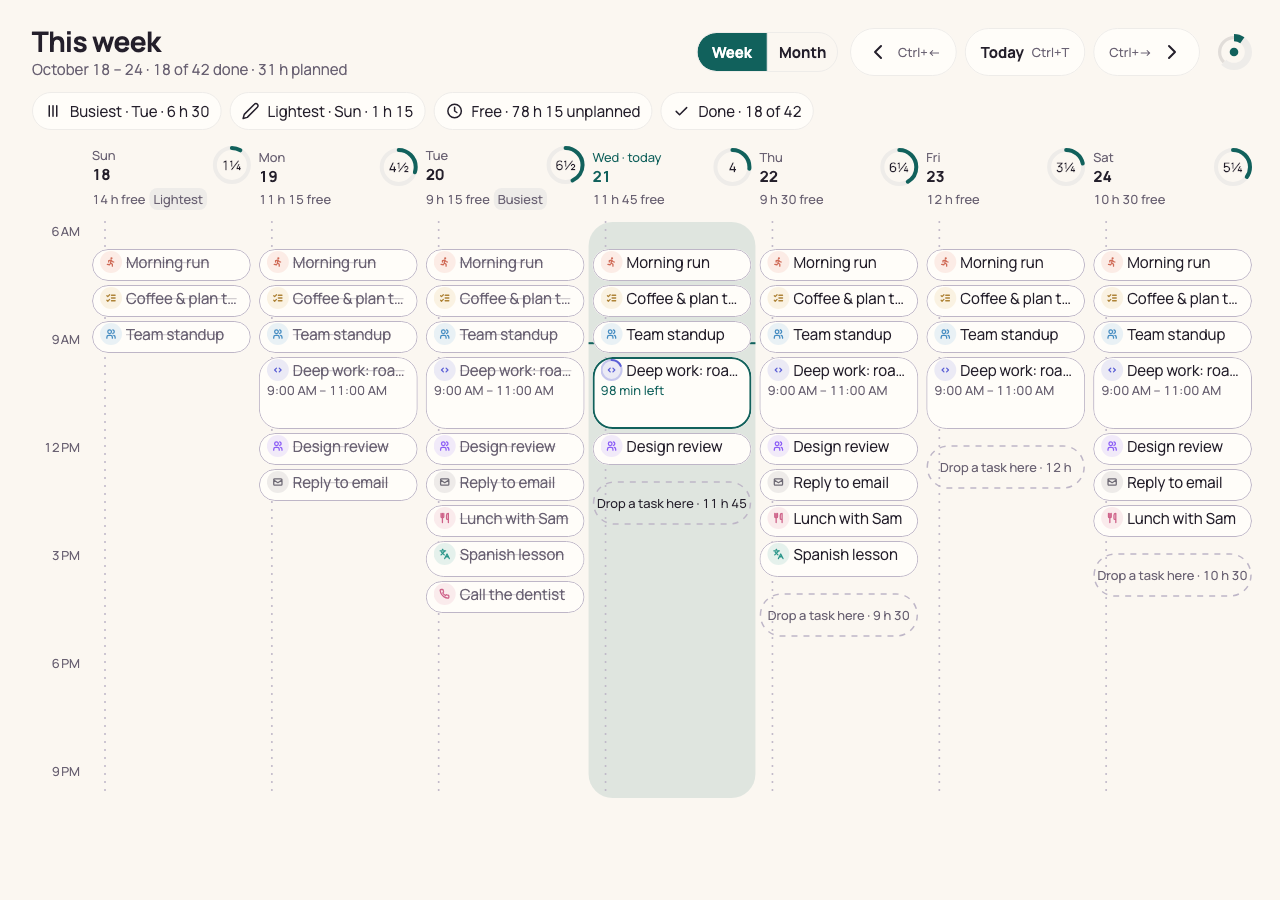 This week
October 18 – 24 · 18 of 42 done · 31 h planned
Week
Month
Ctrl+←
Today Ctrl+T
Ctrl+→
Busiest · Tue · 6 h 30
Lightest · Sun · 1 h 15
Free · 78 h 15 unplanned
Done · 18 of 42
Sun
18
1¼
14 h free Lightest
Mon
19
4½
11 h 15 free
Tue
20
6½
9 h 15 free Busiest
Wed · today
21
4
11 h 45 free
Thu
22
6¼
9 h 30 free
Fri
23
3¼
12 h free
Sat
24
5¼
10 h 30 free
6 AM
9 AM
12 PM
3 PM
6 PM
9 PM
Morning run
Coffee & plan t…
Team standup
Morning run
Coffee & plan t…
Team standup
Deep work: roa…
9:00 AM – 11:00 AM
Design review
Reply to email
Morning run
Coffee & plan t…
Team standup
Deep work: roa…
9:00 AM – 11:00 AM
Design review
Reply to email
Lunch with Sam
Spanish lesson
Call the dentist
Morning run
Coffee & plan t…
Team standup
Deep work: roa…
98 min left
Design review
Drop a task here · 11 h 45
Morning run
Coffee & plan t…
Team standup
Deep work: roa…
9:00 AM – 11:00 AM
Design review
Reply to email
Lunch with Sam
Spanish lesson
Drop a task here · 9 h 30
Morning run
Coffee & plan t…
Team standup
Deep work: roa…
9:00 AM – 11:00 AM
Drop a task here · 12 h
Morning run
Coffee & plan t…
Team standup
Deep work: roa…
9:00 AM – 11:00 AM
Design review
Reply to email
Lunch with Sam
Drop a task here · 10 h 30